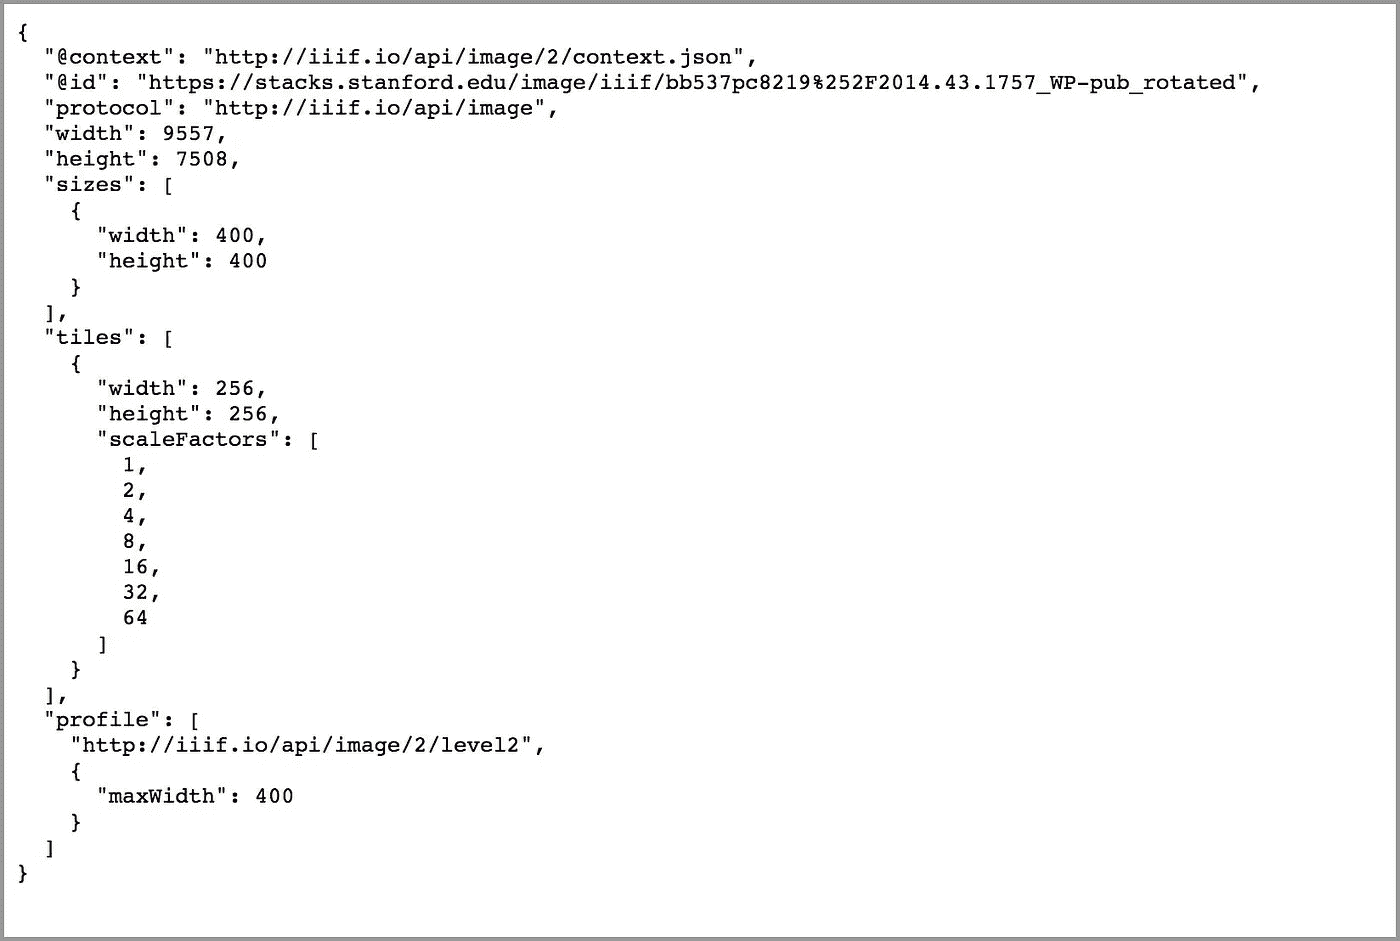 {
  "@context": "http://iiif.io/api/image/2/context.json",
  "@id": "https://stacks.stanford.edu/image/iiif/bb537pc8219%252F2014.43.1757_WP-pub_rotated",
  "protocol": "http://iiif.io/api/image",
  "width": 9557,
  "height": 7508,
  "sizes": [
    {
      "width": 400,
      "height": 400
    }
  ],
  "tiles": [
    {
      "width": 256,
      "height": 256,
      "scaleFactors": [
        1,
        2,
        4,
        8,
        16,
        32,
        64
      ]
    }
  ],
  "profile": [
    "http://iiif.io/api/image/2/level2",
    {
      "maxWidth": 400
    }
  ]
}